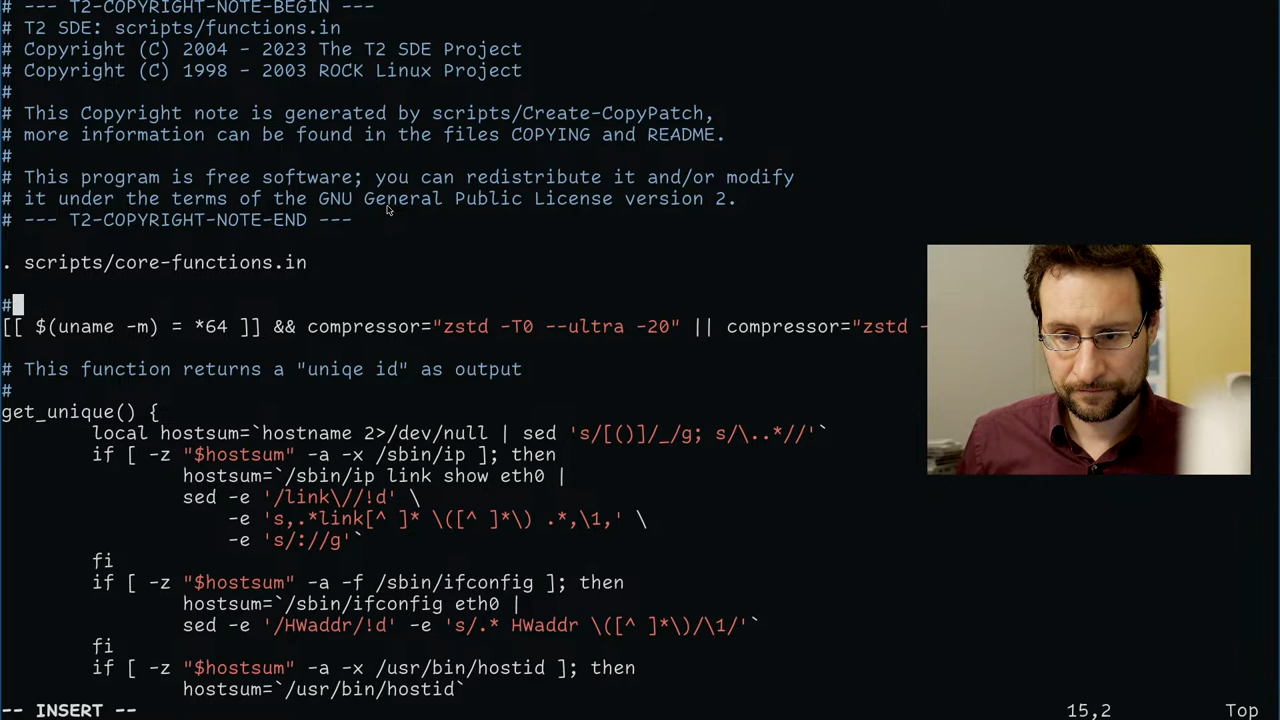 # --- T2-COPYRIGHT-NOTE-BEGIN ---
# T2 SDE: scripts/functions.in
# Copyright (C) 2004 - 2023 The T2 SDE Project
# Copyright (C) 1998 - 2003 ROCK Linux Project
#
# This Copyright note is generated by scripts/Create-CopyPatch,
# more information can be found in the files COPYING and README.
#
# This program is free software; you can redistribute it and/or modify
# it under the terms of the GNU General Public License version 2.
# --- T2-COPYRIGHT-NOTE-END ---
. scripts/core-functions.in
#
[[ $(uname -m) = *64 ]] && compressor="zstd -T0 --ultra -20" || compressor="zstd -
# This function returns a "uniqe id" as output
#
get_unique() {
local hostsum=`hostname 2>/dev/null | sed 's/[()]/_/g; s/\..*//'`
if [ -z "$hostsum" -a -x /sbin/ip ]; then
hostsum=`/sbin/ip link show eth0 |
sed -e '/link\//!d' \
-e 's,.*link[^ ]* \([^ ]*\) .*,\1,' \
-e 's/://g'`
fi
if [ -z "$hostsum" -a -f /sbin/ifconfig ]; then
hostsum=`/sbin/ifconfig eth0 |
sed -e '/HWaddr/!d' -e 's/.* HWaddr \([^ ]*\)/\1/'`
fi
if [ -z "$hostsum" -a -x /usr/bin/hostid ]; then
hostsum=`/usr/bin/hostid`
-- INSERT -- 15,2 Top